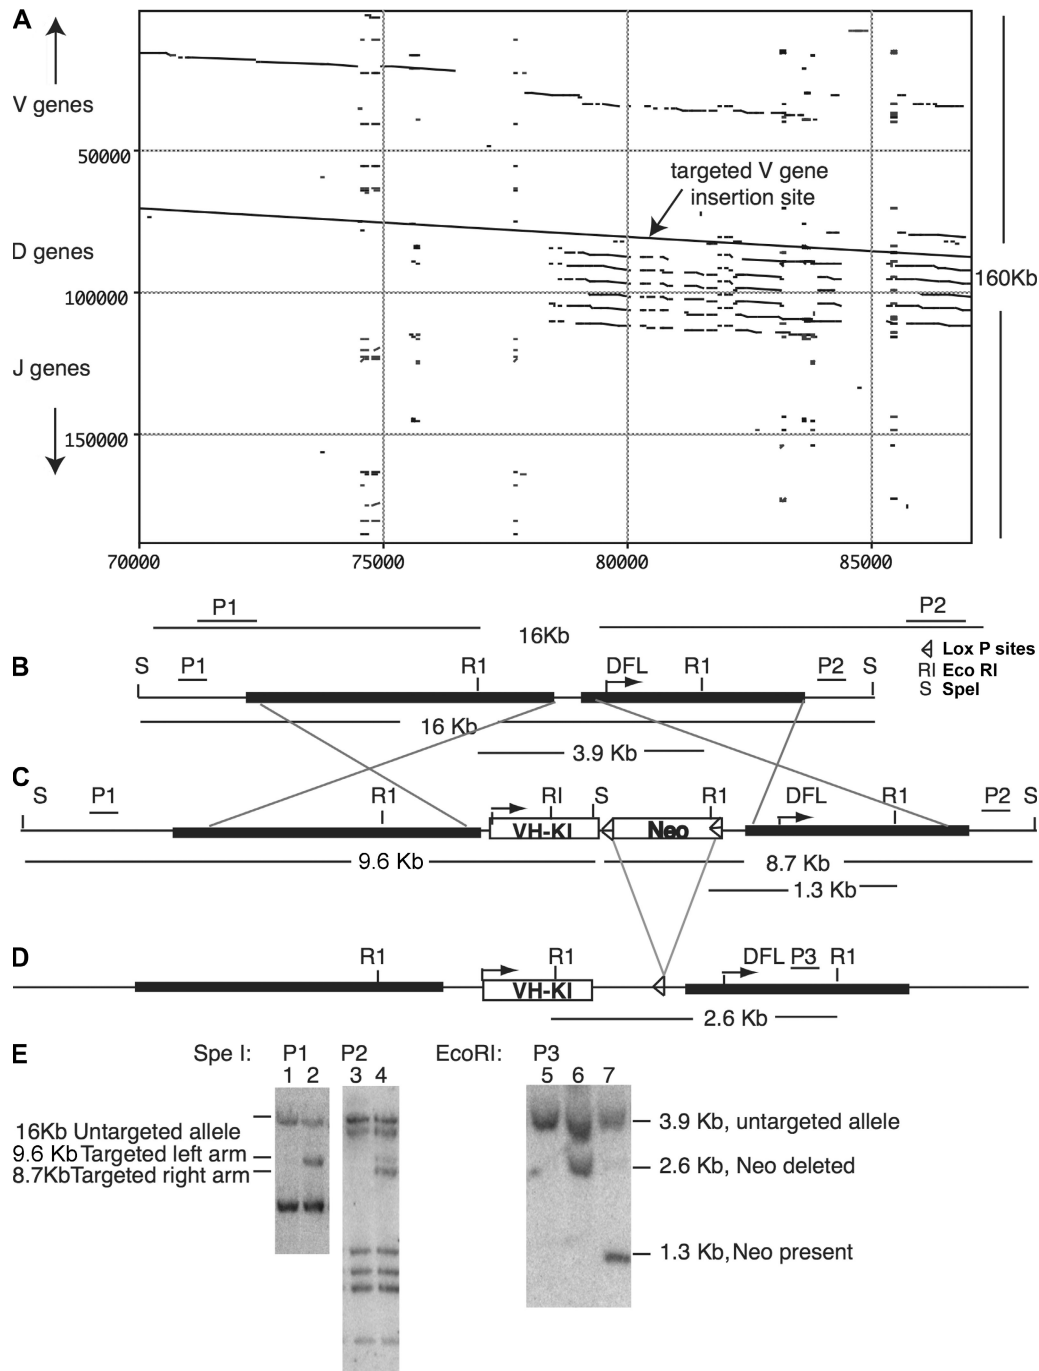 A
V genes
50000
targeted V gene
insertion site
D genes
100000
160Kb
J genes
150000
70000 75000 80000 85000
P1 P2
16Kb
B
S P1 R1 DFL R1 P2 S
Lox P sites
RI Eco RI
S SpeI
16 Kb
3.9 Kb
C
S P1 R1 RI S R1 DFL R1 P2 S
VH-KI Neo
9.6 Kb 8.7 Kb
1.3 Kb
D
R1 R1 DFL P3 R1
VH-KI
2.6 Kb
E
Spe I: P1 P2 EcoRI: P3
1 2 3 4 5 6 7
16Kb Untargeted allele
9.6 Kb Targeted left arm
8.7Kb Targeted right arm
3.9 Kb, untargeted allele
2.6 Kb, Neo deleted
1.3 Kb, Neo present